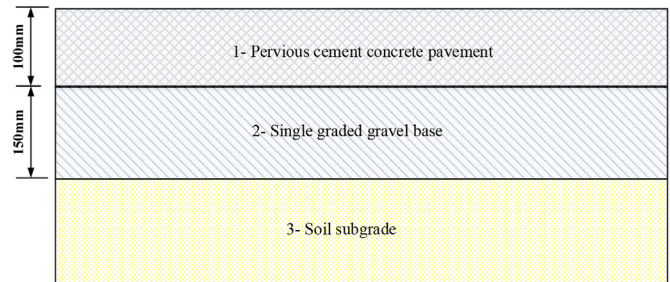 100mm
1- Pervious cement concrete pavement
150mm
2- Single graded gravel base
3- Soil subgrade